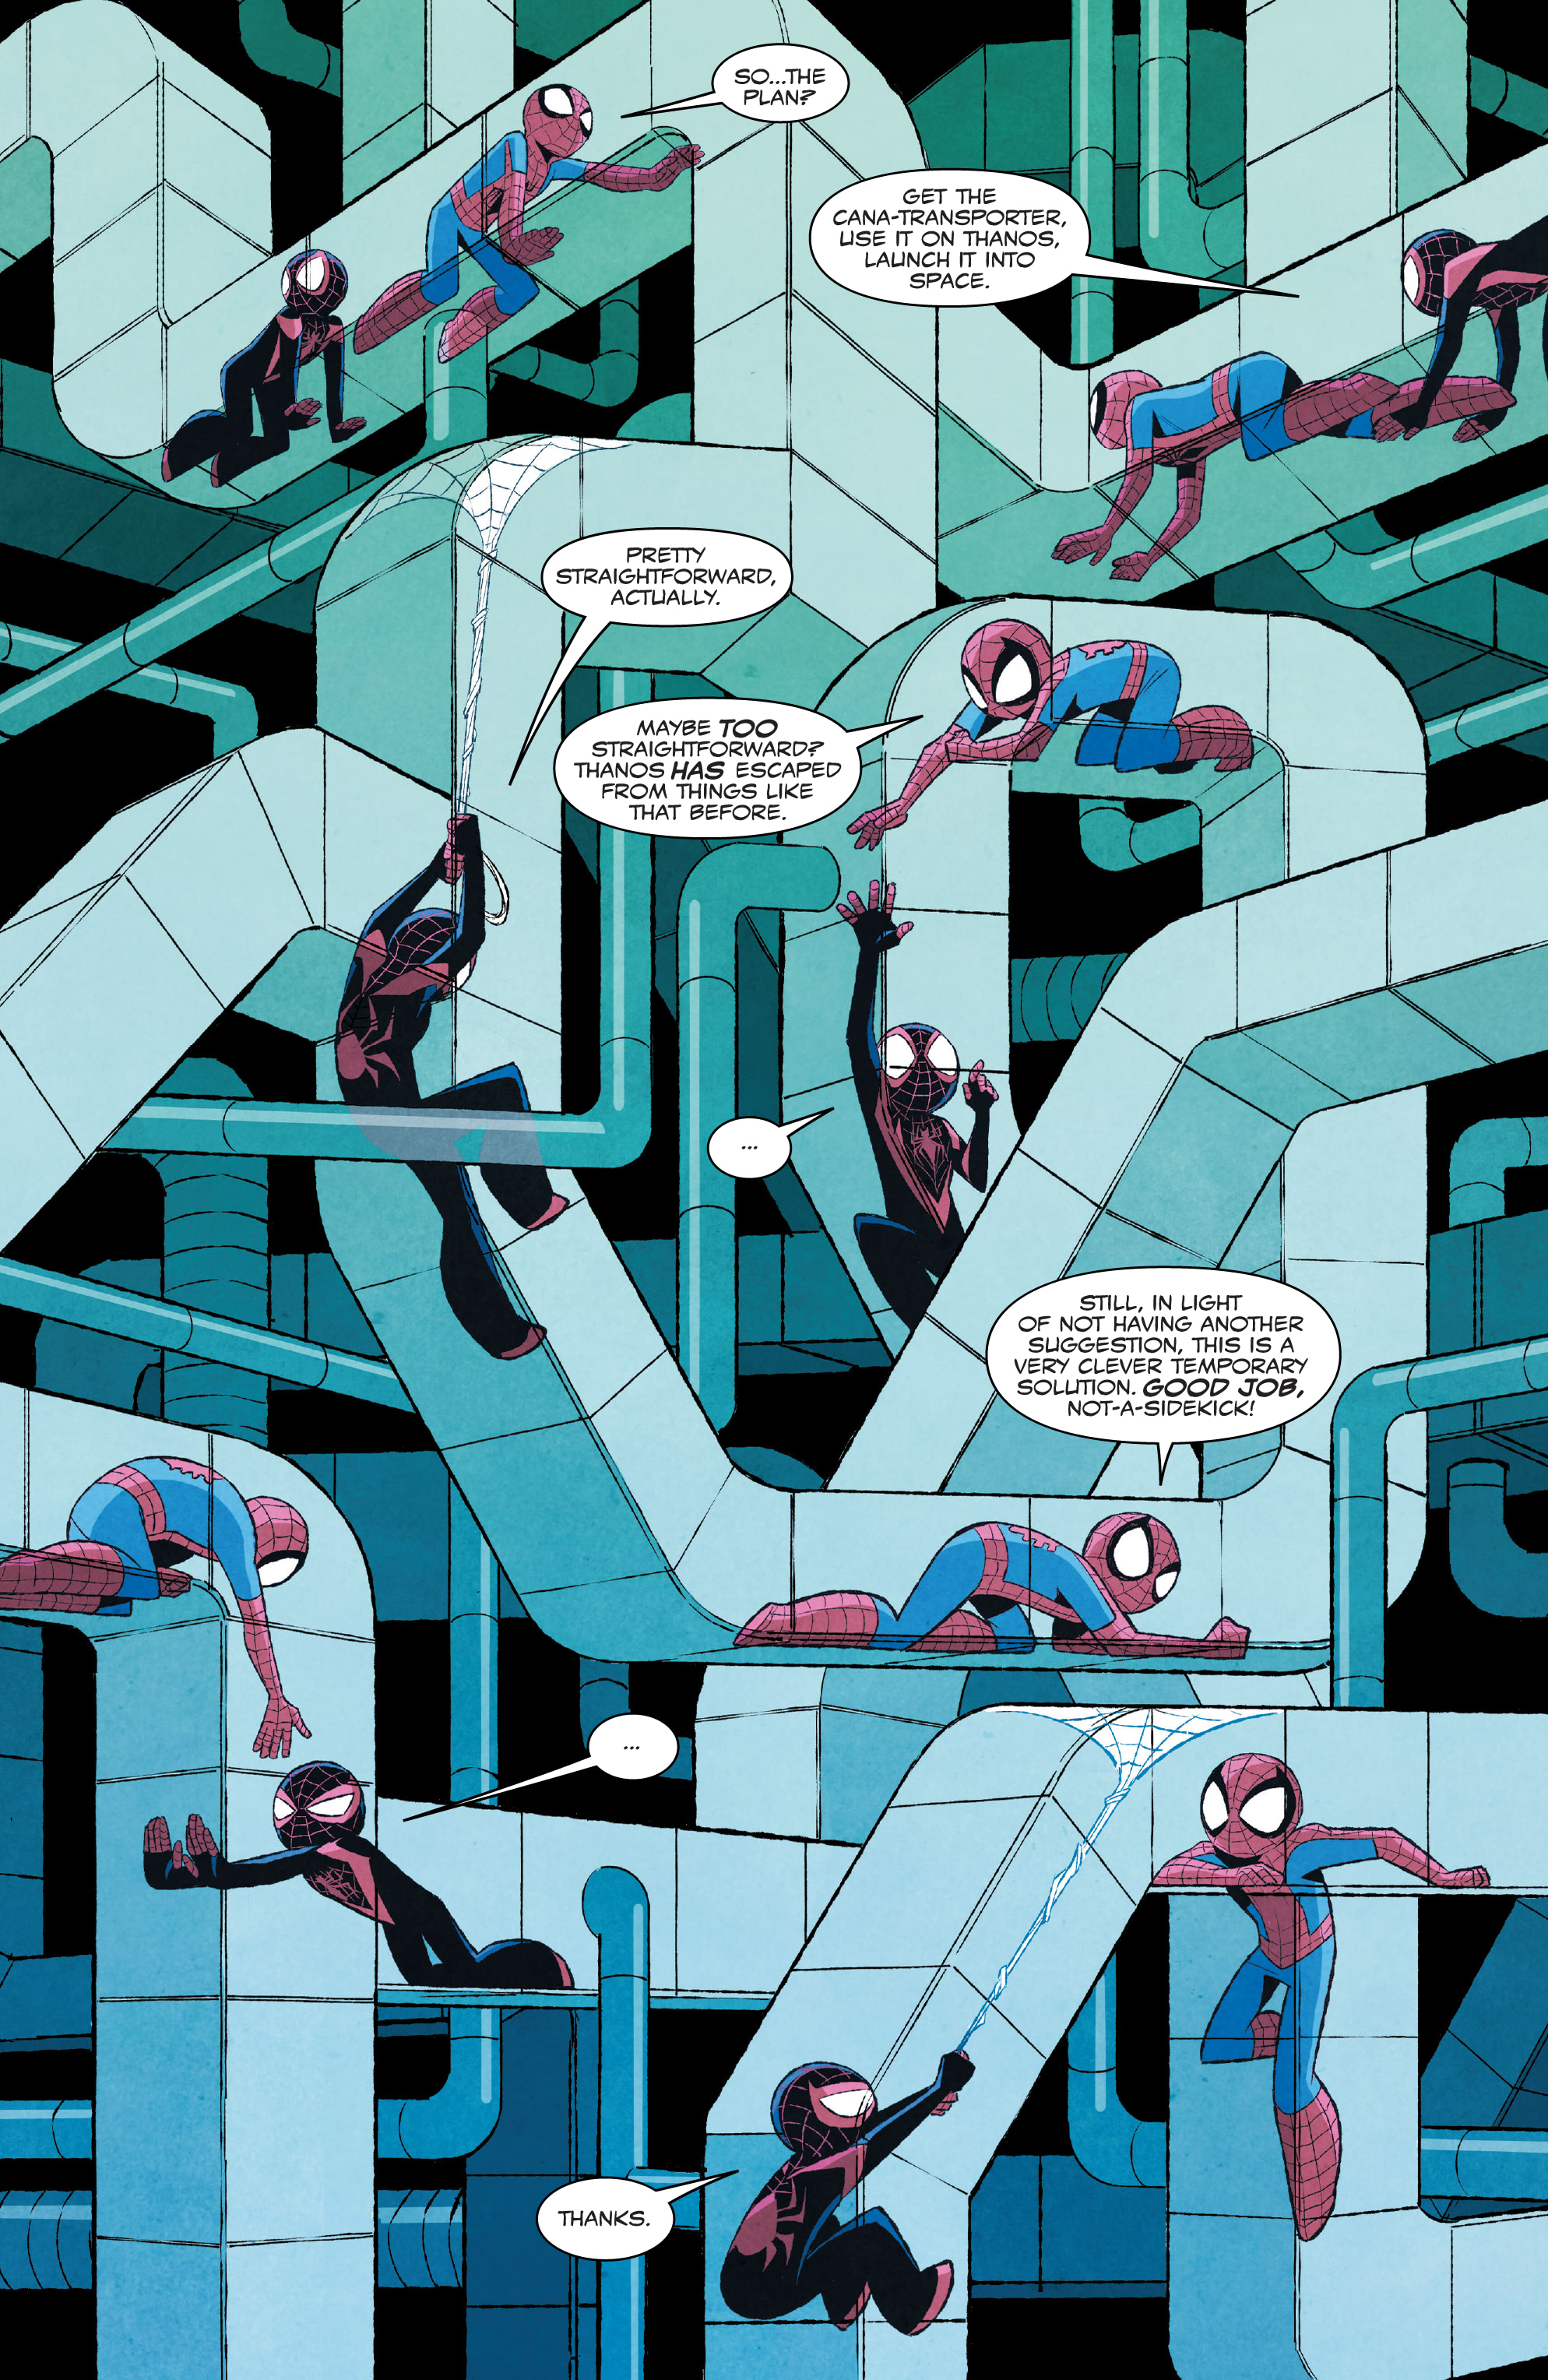 SO...THE
PLAN?
GET THE
CANA-TRANSPORTER,
USE IT ON THANOS,
LAUNCH IT INTO
SPACE.
PRETTY
STRAIGHTFORWARD,
ACTUALLY.
MAYBE TOO
STRAIGHTFORWARD?
THANOS HAS ESCAPED
FROM THINGS LIKE
THAT BEFORE.
...
STILL, IN LIGHT
OF NOT HAVING ANOTHER
SUGGESTION, THIS IS A
VERY CLEVER TEMPORARY
SOLUTION. GOOD JOB,
NOT-A-SIDEKICK!
...
THANKS.